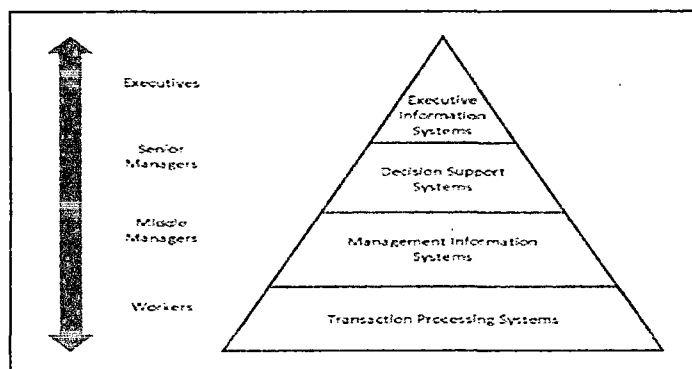 Executives
Senior
Managers
Middle
Managers
Workers
Executive
Information
Systems
Decision Support
Systems
Management Information
Systems
Transaction Processing Systems